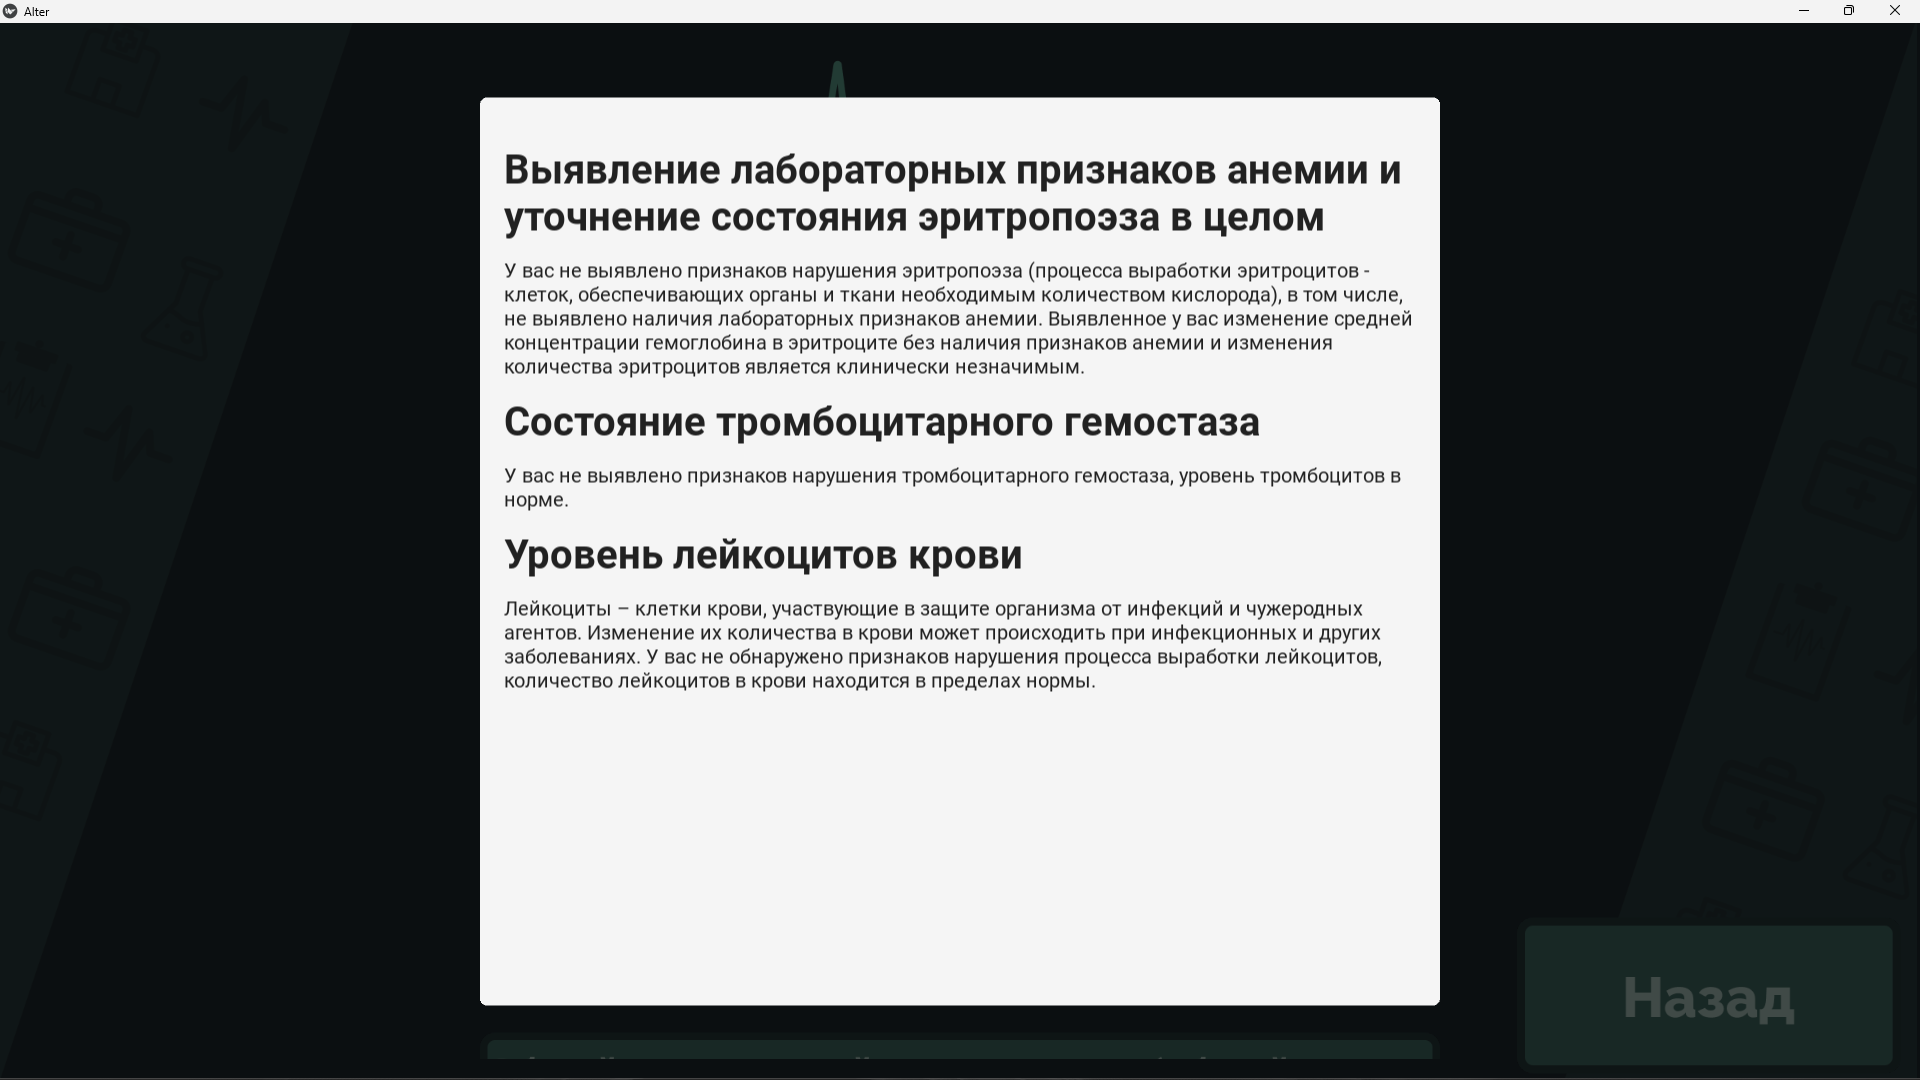 Alter
Выявление лабораторных признаков анемии и
уточнение состояния эритропоэза в целом
У вас не выявлено признаков нарушения эритропоэза (процесса выработки эритроцитов -
клеток, обеспечивающих органы и ткани необходимым количеством кислорода), в том числе,
не выявлено наличия лабораторных признаков анемии. Выявленное у вас изменение средней
концентрации гемоглобина в эритроците без наличия признаков анемии и изменения
количества эритроцитов является клинически незначимым.
Состояние тромбоцитарного гемостаза
У вас не выявлено признаков нарушения тромбоцитарного гемостаза, уровень тромбоцитов в
норме.
Уровень лейкоцитов крови
Лейкоциты – клетки крови, участвующие в защите организма от инфекций и чужеродных
агентов. Изменение их количества в крови может происходить при инфекционных и других
заболеваниях. У вас не обнаружено признаков нарушения процесса выработки лейкоцитов,
количество лейкоцитов в крови находится в пределах нормы.
Назад